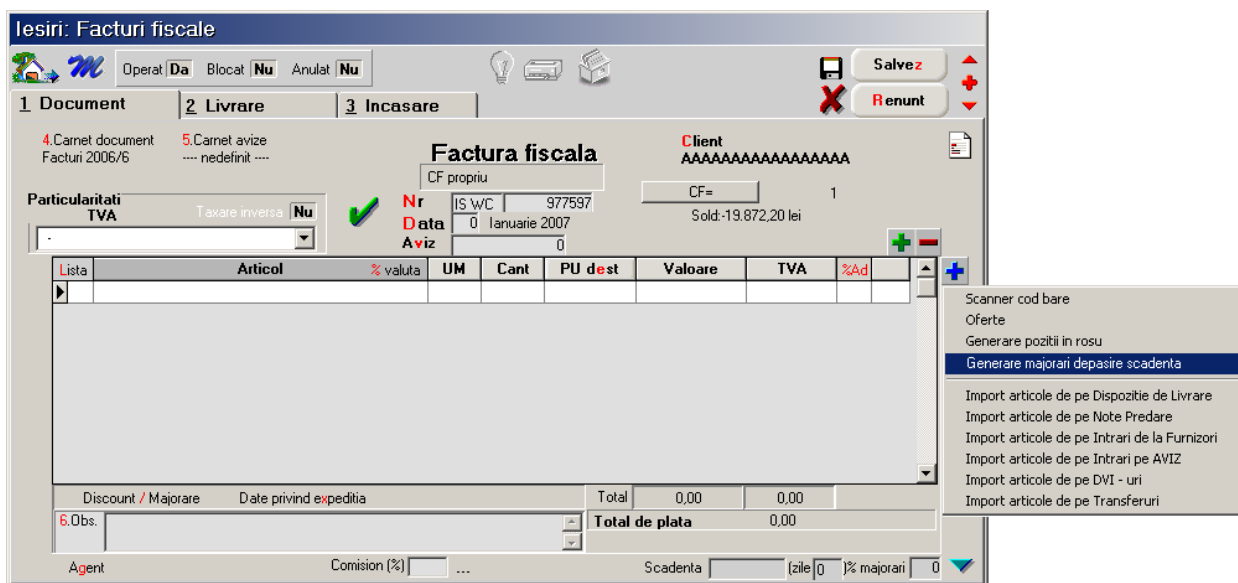 Iesiri: Facturi fiscale
Operat Da Blocat Nu Anulat Nu
Salvez
Renunt
1 Document 2 Livrare 3 Incasare
4.Carnet document 5.Carnet avize
Facturi 2006/6 ---- nedefinit ----
Factura fiscala
CF propriu
Client
AAAAAAAAAAAAAAAAA
CF= 1
Sold:-19.872,20 lei
Particularitati
TVA
Taxare inversa Nu
-
Nr IS WC 977597
Data 0 Ianuarie 2007
Aviz 0
Lista Articol % valuta UM Cant PU dest Valoare TVA %Ad
Scanner cod bare
Oferte
Generare pozitii in rosu
Generare majorari depasire scadenta
Import articole de pe Dispozitie de Livrare
Import articole de pe Note Predare
Import articole de pe Intrari de la Furnizori
Import articole de pe Intrari pe AVIZ
Import articole de pe DVI - uri
Import articole de pe Transferuri
Discount / Majorare Date privind expeditia Total 0,00 0,00
6.Obs. Total de plata 0,00
Agent Comision (%) ... Scadenta (zile 0 )% majorari 0